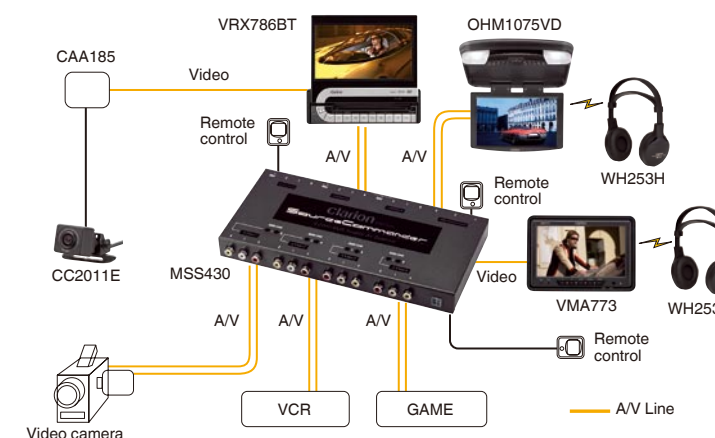 VRX786BT
OHM1075VD
CAA185
Video
Remote
control
A/V
A/V
WH253H
Remote
control
clarion
SourceCommander
CC2011E
MSS430
Video
VMA773
WH253
A/V
A/V
A/V
Remote
control
VCR
GAME
A/V Line
Video camera